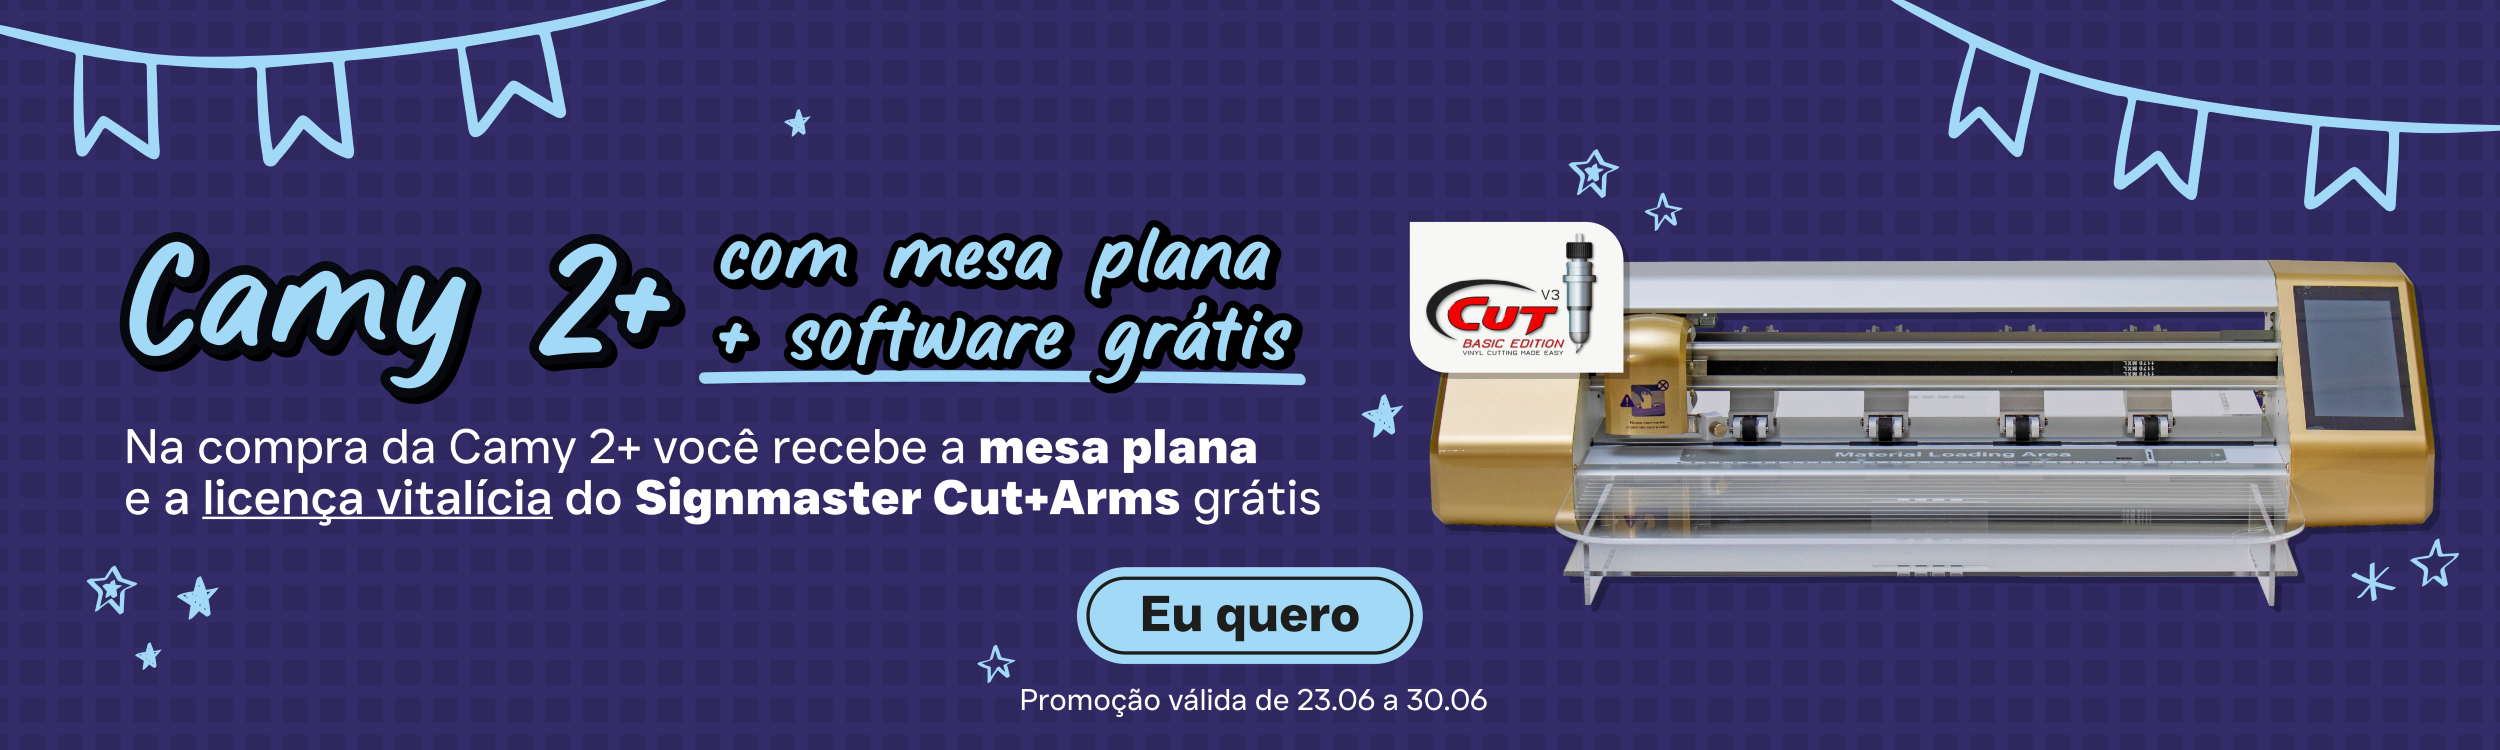 Camy 2+
com mesa plana
+ software grátis
Na compra da Camy 2+ você recebe a mesa plana
e a licença vitalícia do Signmaster Cut+Arms grátis
Eu quero
Promoção válida de 23.06 a 30.06
V3
CUT
BASIC EDITION
VINYL CUTTING MADE EASY
Material Loading Area